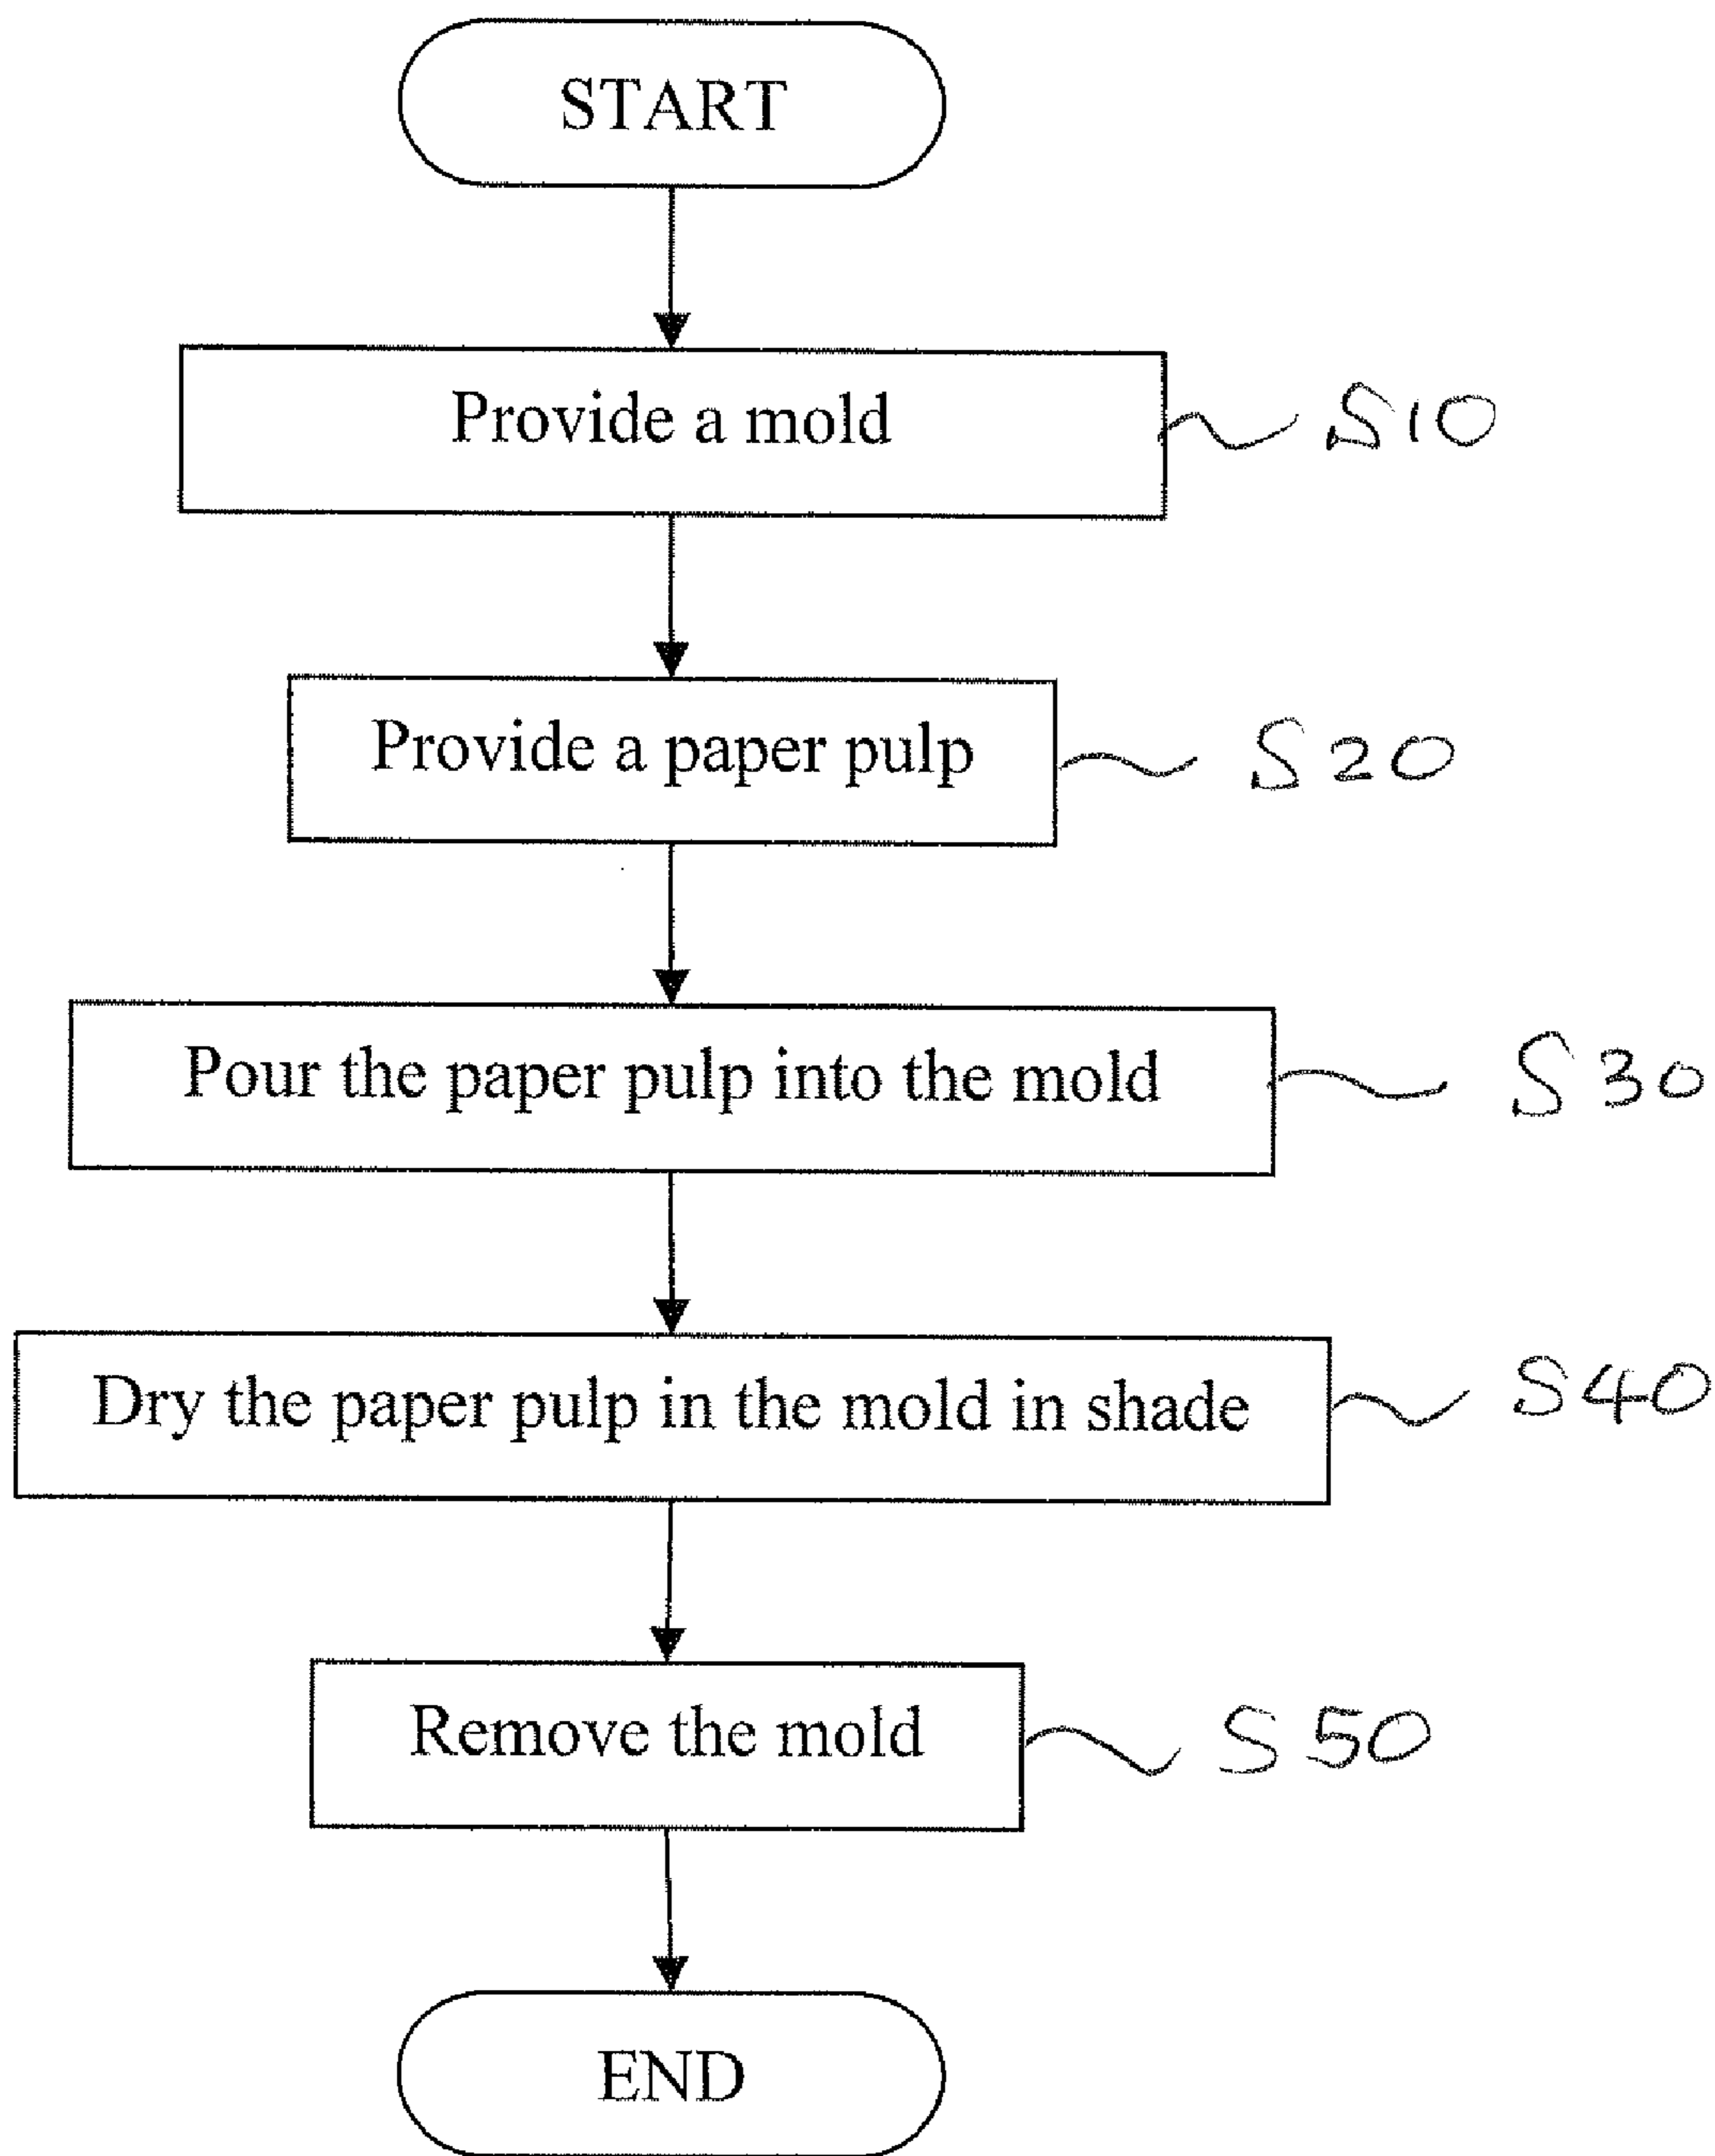 START
Provide a mold S10
Provide a paper pulp S20
Pour the paper pulp into the mold S30
Dry the paper pulp in the mold in shade S40
Remove the mold S50
END